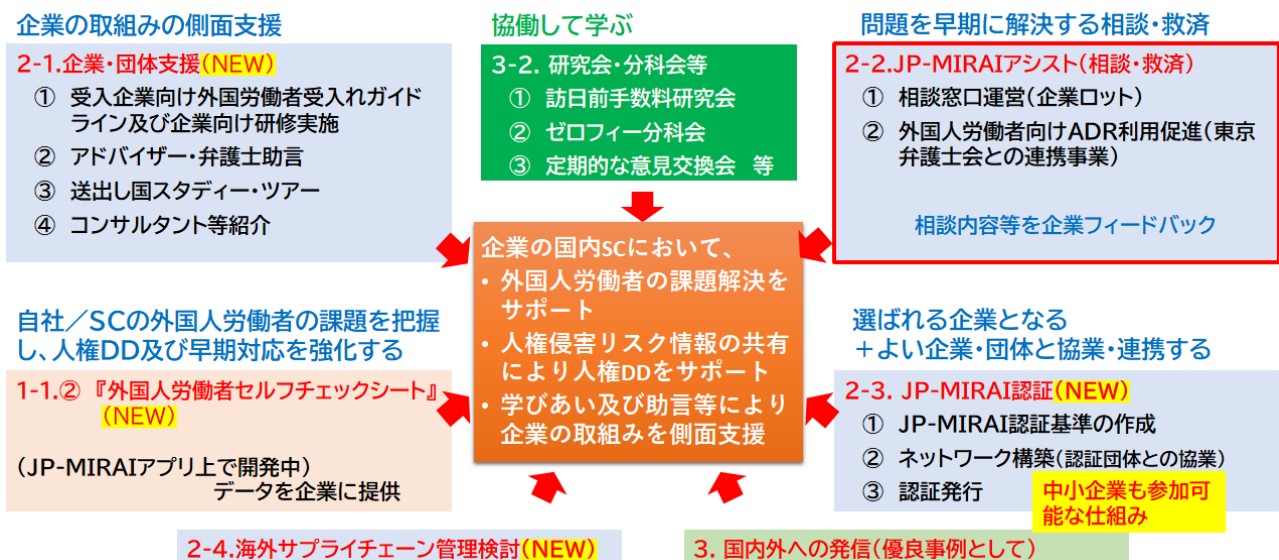 企業の取組みの側面支援
2-1.企業・団体支援(NEW)
① 受入企業向け外国労働者受入れガイド
ライン及び企業向け研修実施
② アドバイザー・弁護士助言
③ 送出し国スタディー・ツアー
④ コンサルタント等紹介
協働して学ぶ
3-2. 研究会・分科会等
① 訪日前手数料研究会
② ゼロフィー分科会
③ 定期的な意見交換会 等
問題を早期に解決する相談・救済
2-2.JP-MIRAIアシスト(相談・救済)
① 相談窓口運営(企業ロット)
② 外国人労働者向けADR利用促進(東京
弁護士会との連携事業)
相談内容等を企業フィードバック
企業の国内SCにおいて、
• 外国人労働者の課題解決を
サポート
• 人権侵害リスク情報の共有
により人権DDをサポート
• 学びあい及び助言等により
企業の取組みを側面支援
自社／SCの外国人労働者の課題を把握
し、人権DD及び早期対応を強化する
1-1.② 『外国人労働者セルフチェックシート』
(NEW)
(JP-MIRAIアプリ上で開発中)
データを企業に提供
選ばれる企業となる
＋よい企業・団体と協業・連携する
2-3. JP-MIRAI認証(NEW)
① JP-MIRAI認証基準の作成
② ネットワーク構築(認証団体との協業)
③ 認証発行
中小企業も参加可
能な仕組み
2-4.海外サプライチェーン管理検討(NEW)
3. 国内外への発信(優良事例として)